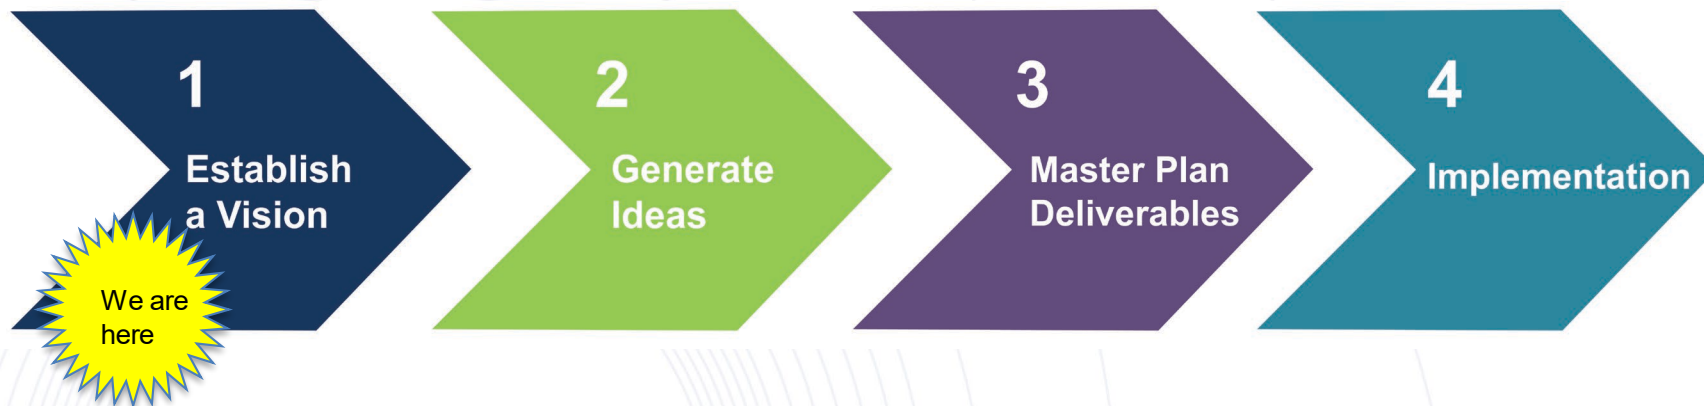 1
Establish
a Vision
We are
here
2
Generate
Ideas
3
Master Plan
Deliverables
4
Implementation